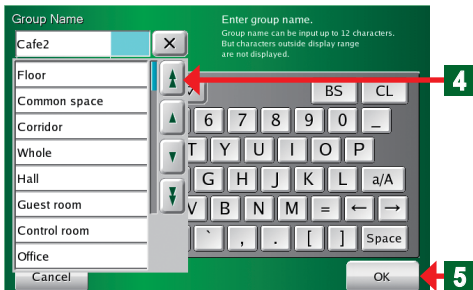 Group Name
Enter group name.
Group name can be input up to 12 characters.
But characters outside display range
are not displayed.
Cafe2 ×
Floor
Common space
Corridor
Whole
Hall
Guest room
Control room
Office
4
BS CL
6 7 8 9 0 _
T Y U I O P
G H J K L a/A
V B N M = ← →
` , . [ ] Space
Cancel
OK
5